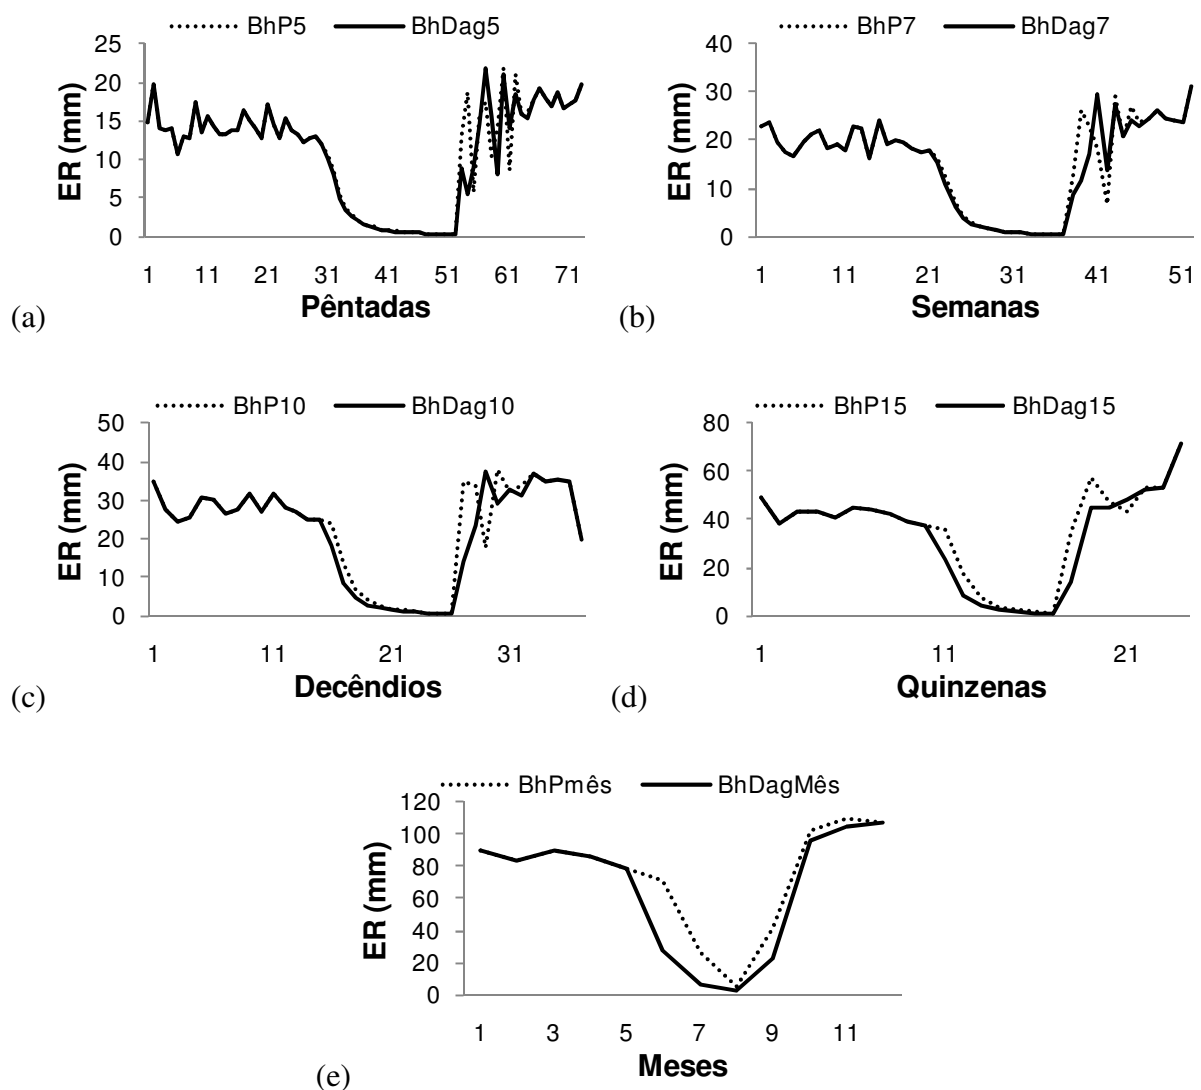 BhP5 BhDag5
25
20
15
10
5
0
ER (mm)
1 11 21 31 41 51 61 71
Pêntadas
(a)
BhP7 BhDag7
40
30
20
10
0
ER (mm)
1 11 21 31 41 51
Semanas
(b)
BhP10 BhDag10
50
40
30
20
10
0
ER (mm)
1 11 21 31
Decêndios
(c)
BhP15 BhDag15
80
60
40
20
0
ER (mm)
1 11 21
Quinzenas
(d)
BhPmês BhDagMês
120
100
80
60
40
20
0
ER (mm)
1 3 5 7 9 11
Meses
(e)